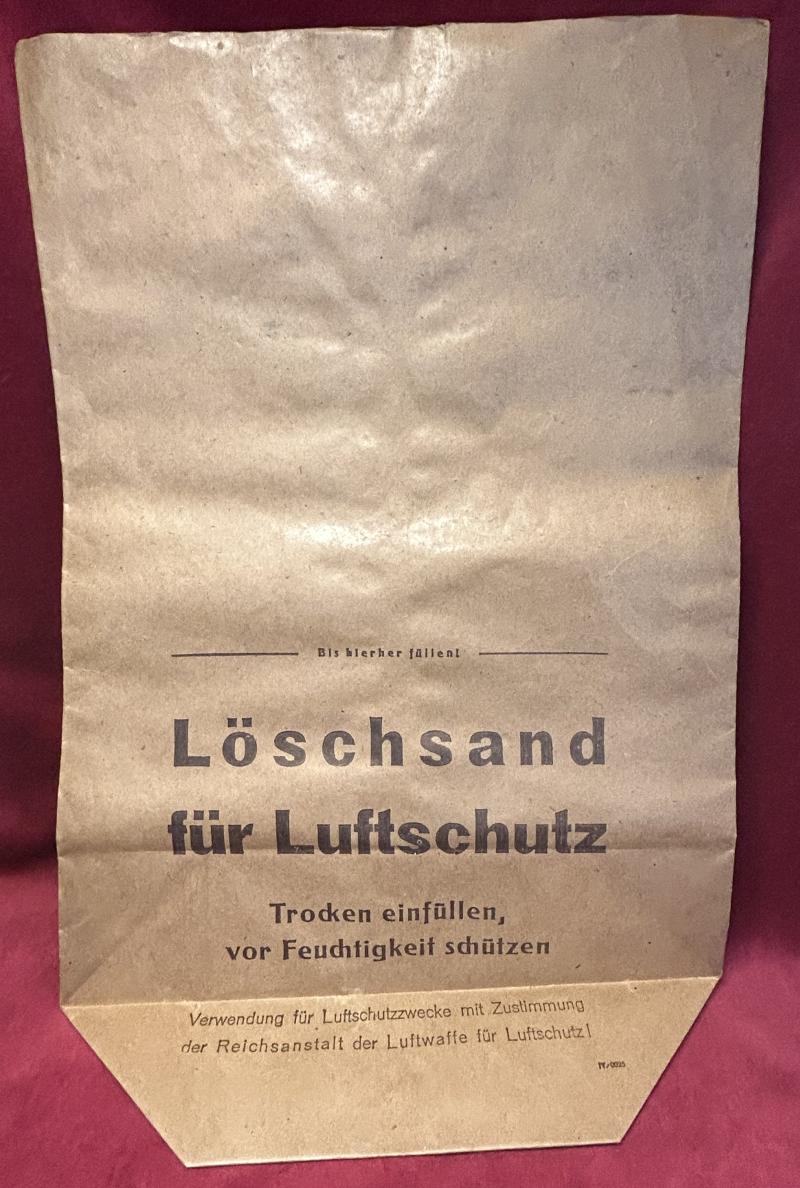 Bis hierher füllen!
Löschsand
für Luftschutz
Trocken einfüllen,
vor Feuchtigkeit schützen
Verwendung für Luftschutzzwecke mit Zustimmung
der Reichsanstalt der Luftwaffe für Luftschutz!